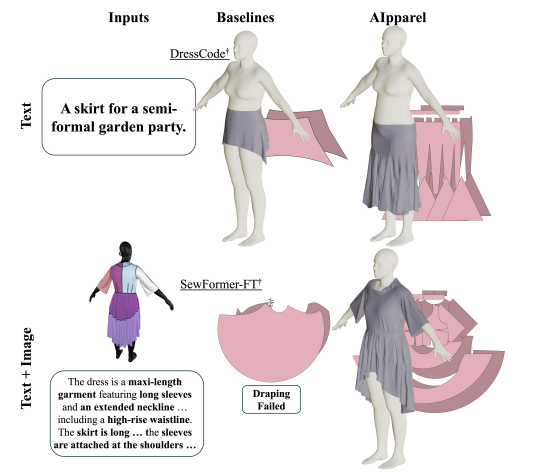 Inputs
Baselines
AIpparel
DressCode†
Text
A skirt for a semi-
formal garden party.
SewFormer-FT†
Text + Image
Draping
Failed
The dress is a maxi-length
garment featuring long sleeves
and an extended neckline ...
including a high-rise waistline.
The skirt is long ... the sleeves
are attached at the shoulders ...